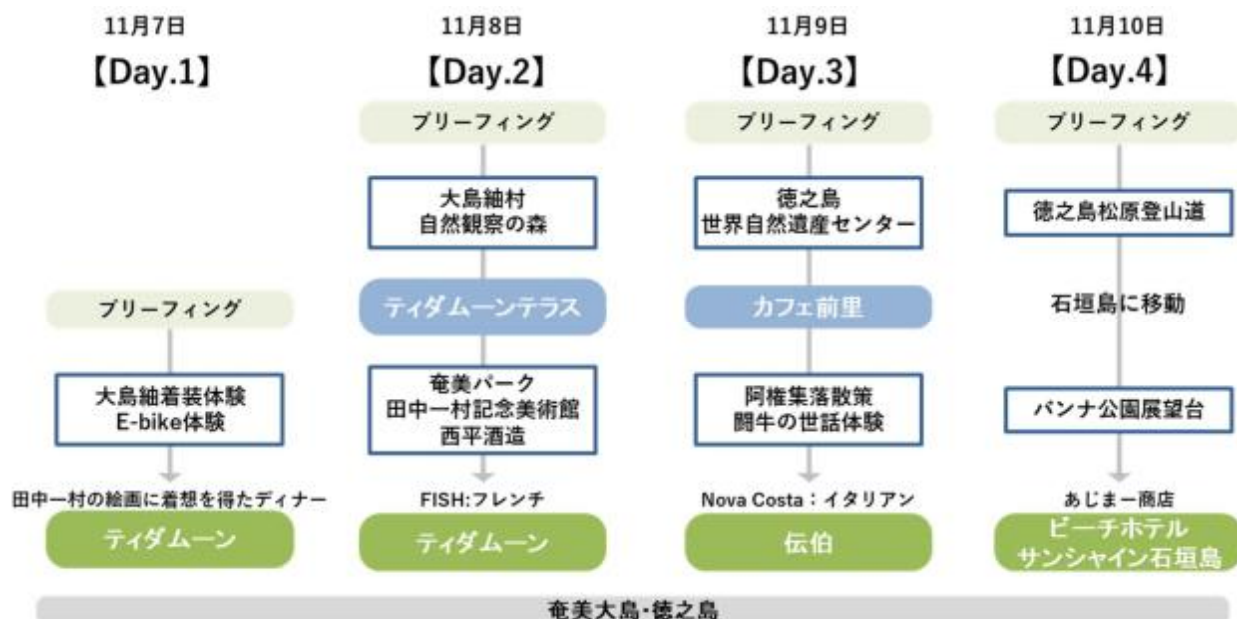 11月7日
【Day.1】
ブリーフィング
大島紬着装体験
E-bike体験
田中一村の絵画に着想を得たディナー
ティダムーン
11月8日
【Day.2】
ブリーフィング
大島紬村
自然観察の森
ティダムーンテラス
奄美パーク
田中一村記念美術館
西平酒造
FISH:フレンチ
ティダムーン
11月9日
【Day.3】
ブリーフィング
徳之島
世界自然遺産センター
カフェ前里
阿権集落散策
闘牛の世話体験
Nova Costa：イタリアン
伝伯
11月10日
【Day.4】
ブリーフィング
徳之島松原登山道
石垣島に移動
バンナ公園展望台
あじまー商店
ビーチホテル
サンシャイン石垣島
奄美大島・徳之島